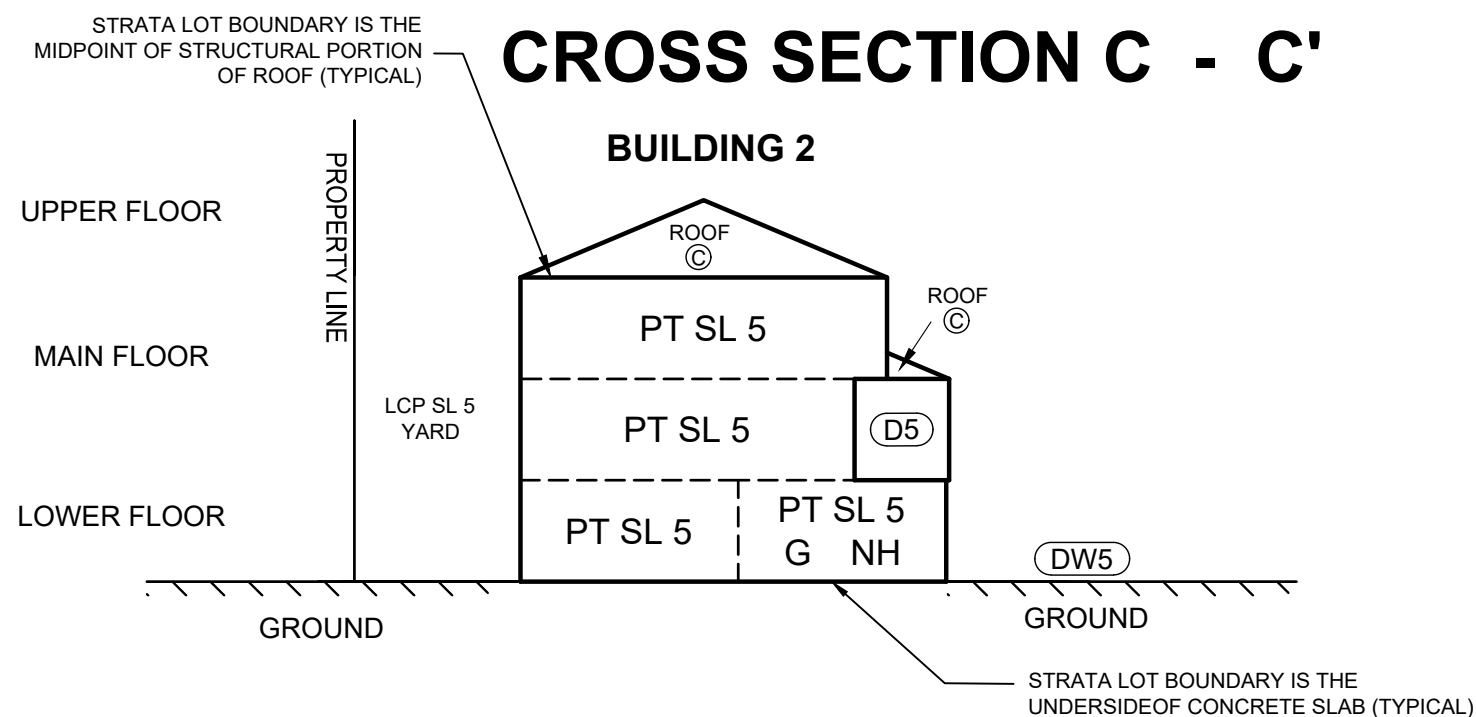 STRATA LOT BOUNDARY IS THE
MIDPOINT OF STRUCTURAL PORTION
OF ROOF (TYPICAL)
CROSS SECTION C - C'
BUILDING 2
UPPER FLOOR
MAIN FLOOR
LOWER FLOOR
PROPERTY LINE
LCP SL 5
YARD
ROOF
Ⓒ
PT SL 5
ROOF
Ⓒ
PT SL 5
D5
PT SL 5
PT SL 5
G NH
DW5
GROUND
GROUND
STRATA LOT BOUNDARY IS THE
UNDERSIDEOF CONCRETE SLAB (TYPICAL)